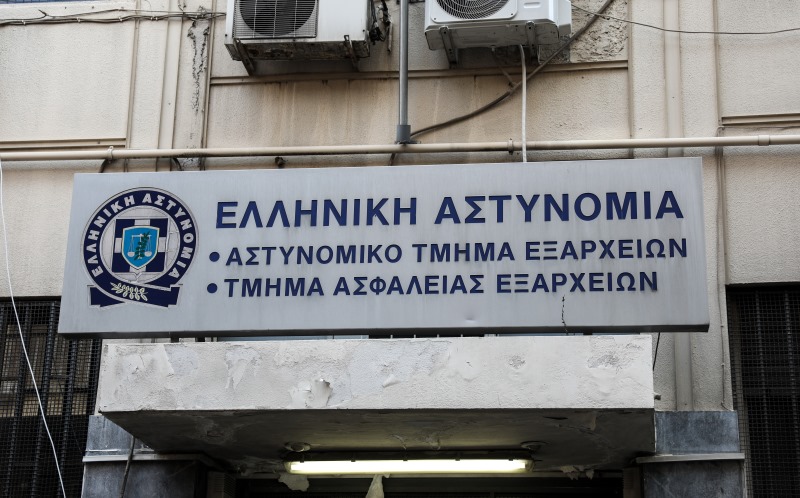 ΕΛΛΗΝΙΚΗ ΑΣΤΥΝΟΜΙΑ
ΕΛΛΗΝΙΚΗ ΑΣΤΥΝΟΜΙΑ
• ΑΣΤΥΝΟΜΙΚΟ ΤΜΗΜΑ ΕΞΑΡΧΕΙΩΝ
• ΤΜΗΜΑ ΑΣΦΑΛΕΙΑΣ ΕΞΑΡΧΕΙΩΝ